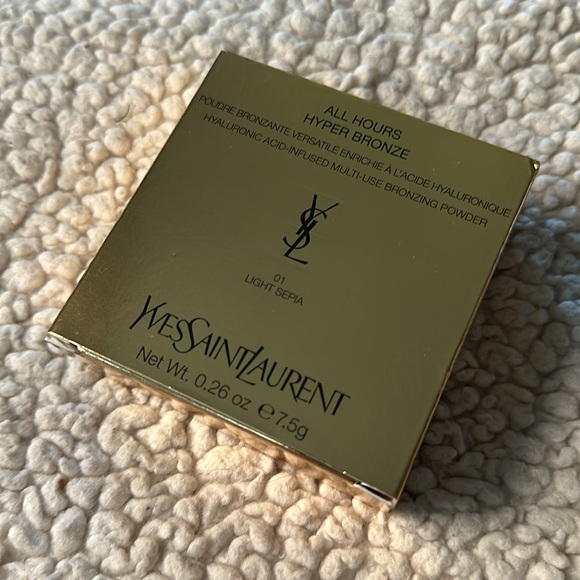 ALL HOURS
HYPER BRONZE
POUDRE BRONZANTE VERSATILE ENRICHIE À L'ACIDE HYALURONIQUE
HYALURONIC ACID-INFUSED MULTI-USE BRONZING POWDER
YSL
01
LIGHT SEPIA
YVESSAINTLAURENT
Net Wt. 0.26 oz ℮ 7.5g